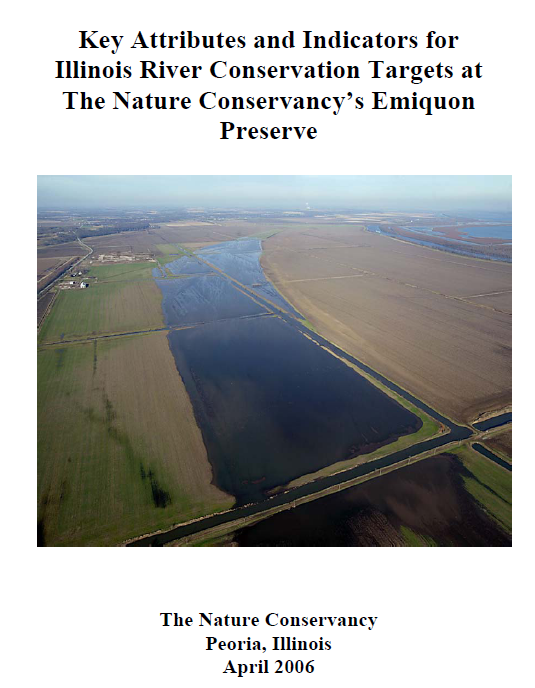 Key Attributes and Indicators for
Illinois River Conservation Targets at
The Nature Conservancy’s Emiquon
Preserve
The Nature Conservancy
Peoria, Illinois
April 2006